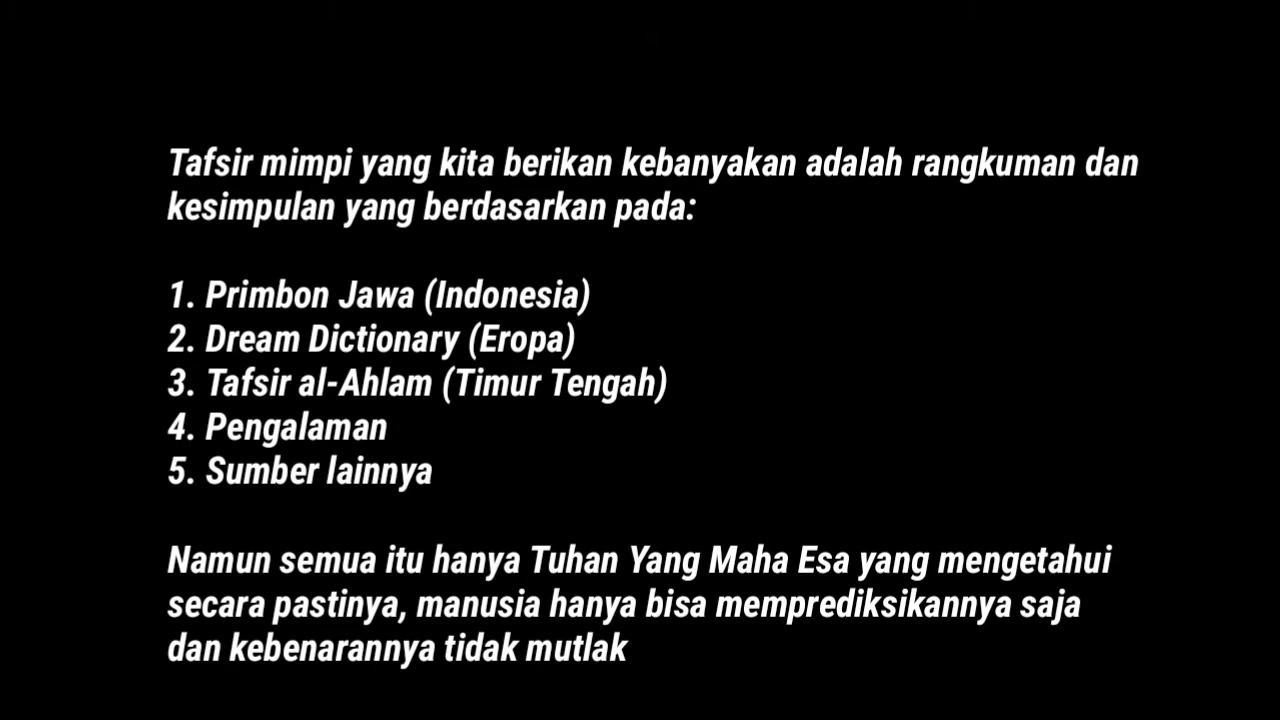 Tafsir mimpi yang kita berikan kebanyakan adalah rangkuman dan
kesimpulan yang berdasarkan pada:
1. Primbon Jawa (Indonesia)
2. Dream Dictionary (Eropa)
3. Tafsir al-Ahlam (Timur Tengah)
4. Pengalaman
5. Sumber lainnya
Namun semua itu hanya Tuhan Yang Maha Esa yang mengetahui
secara pastinya, manusia hanya bisa memprediksikannya saja
dan kebenarannya tidak mutlak